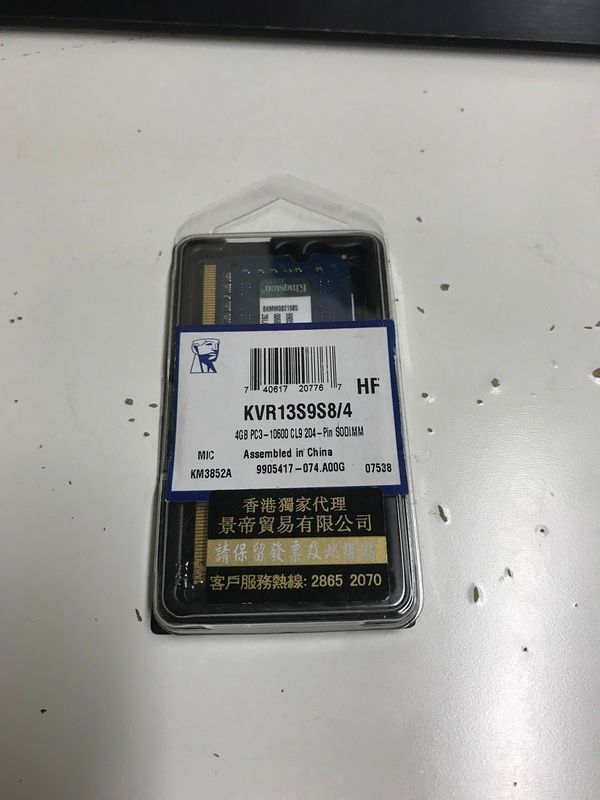 Kingston
BXMM0831585
7 40617 20776 7
HF
KVR13S9S8/4
4GB PC3-10600 CL9 204-Pin SODIMM
MIC Assembled in China
KM3852A 9905417-074.A00G 07538
香港獨家代理
景帝貿易有限公司
請保留發票及此標貼
客戶服務熱線: 2865 2070